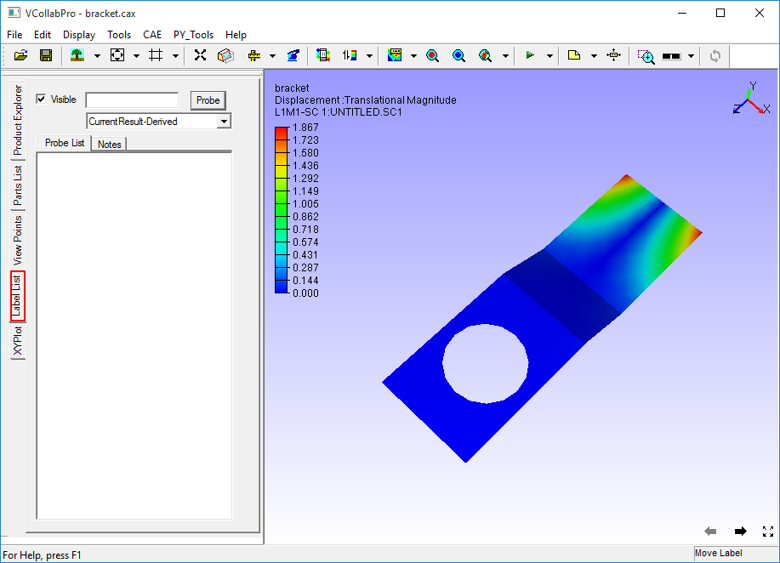 VCollabPro - bracket.cax
File Edit Display Tools CAE PY_Tools Help
Visible Probe
CurrentResult-Derived
Probe List Notes
Product Explorer
Parts List
View Points
Label List
XYPlot
bracket
Displacement :Translational Magnitude
L1M1-SC 1:UNTITLED.SC1
1.867
1.723
1.580
1.436
1.292
1.149
1.005
0.862
0.718
0.574
0.431
0.287
0.144
0.000
Y
Z X
For Help, press F1
Move Label